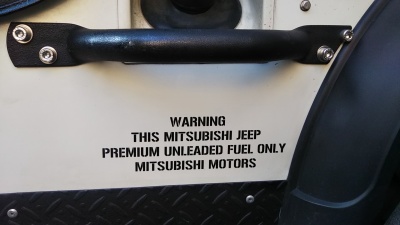 WARNING
THIS MITSUBISHI JEEP
PREMIUM UNLEADED FUEL ONLY
MITSUBISHI MOTORS